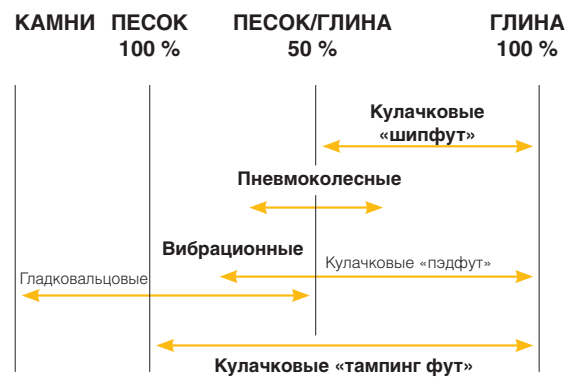 КАМНИ ПЕСОК ПЕСОК/ГЛИНА ГЛИНА
100 % 50 % 100 %
Кулачковые
«шипфут»
Пневмоколесные
Вибрационные
Кулачковые «пэдфут»
Гладковальцовые
Кулачковые «тампинг фут»